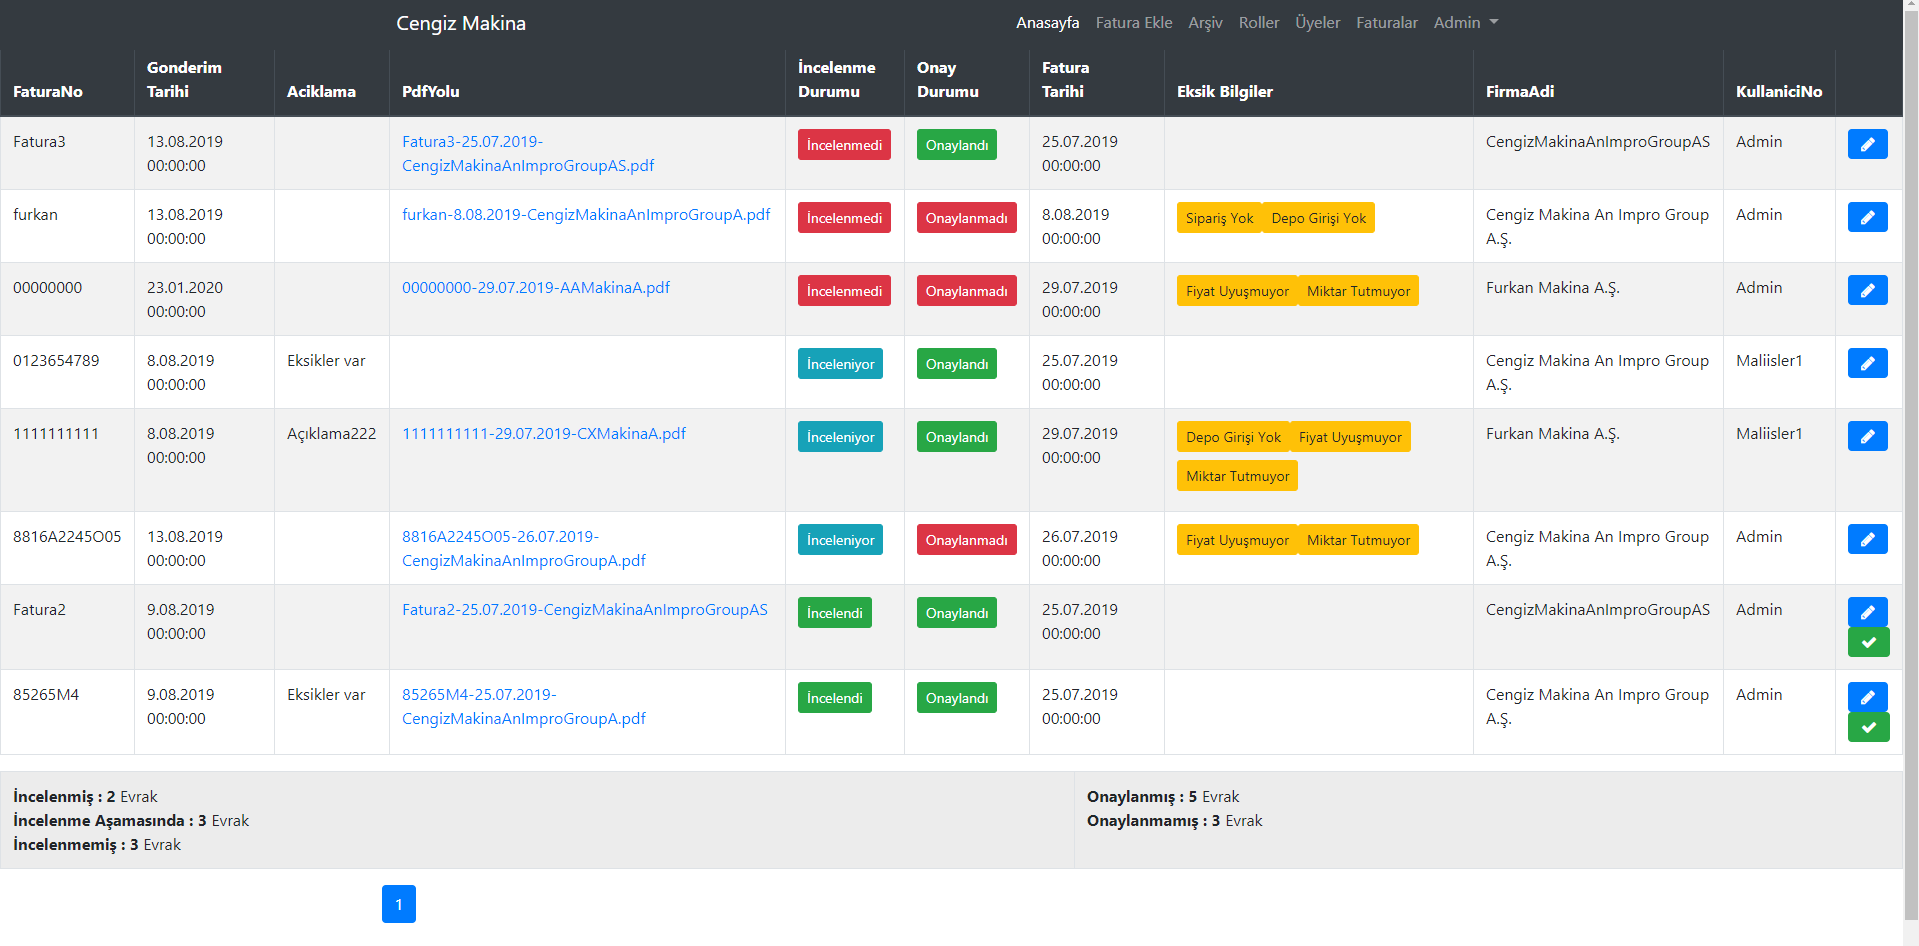 Cengiz Makina Anasayfa Fatura Ekle Arşiv Roller Üyeler Faturalar Admin
FaturaNo Gonderim Tarihi Aciklama PdfYolu İncelenme Durumu Onay Durumu Fatura Tarihi Eksik Bilgiler FirmaAdi KullaniciNo
Fatura3 13.08.2019 Fatura3-25.07.2019- İncelenmedi Onaylandı 25.07.2019 CengizMakinaAnImproGroupAS Admin
00:00:00 CengizMakinaAnImproGroupAS.pdf 00:00:00
furkan 13.08.2019 furkan-8.08.2019-CengizMakinaAnImproGroupA.pdf İncelenmedi Onaylanmadı 8.08.2019 Sipariş Yok Depo Girişi Yok Cengiz Makina An Impro Group Admin
00:00:00 00:00:00 A.Ş.
00000000 23.01.2020 00000000-29.07.2019-AAMakinaA.pdf İncelenmedi Onaylanmadı 29.07.2019 Fiyat Uyuşmuyor Miktar Tutmuyor Furkan Makina A.Ş. Admin
00:00:00 00:00:00
0123654789 8.08.2019 Eksikler var İnceleniyor Onaylandı 25.07.2019 Cengiz Makina An Impro Group Maliisler1
00:00:00 00:00:00 A.Ş.
1111111111 8.08.2019 Açıklama222 1111111111-29.07.2019-CXMakinaA.pdf İnceleniyor Onaylandı 29.07.2019 Depo Girişi Yok Fiyat Uyuşmuyor Furkan Makina A.Ş. Maliisler1
00:00:00 00:00:00 Miktar Tutmuyor
8816A2245O05 13.08.2019 8816A2245O05-26.07.2019- İnceleniyor Onaylanmadı 26.07.2019 Fiyat Uyuşmuyor Miktar Tutmuyor Cengiz Makina An Impro Group Admin
00:00:00 CengizMakinaAnImproGroupA.pdf 00:00:00 A.Ş.
Fatura2 9.08.2019 Fatura2-25.07.2019-CengizMakinaAnImproGroupAS İncelendi Onaylandı 25.07.2019 CengizMakinaAnImproGroupAS Admin
00:00:00 00:00:00
85265M4 9.08.2019 Eksikler var 85265M4-25.07.2019- İncelendi Onaylandı 25.07.2019 Cengiz Makina An Impro Group Admin
00:00:00 CengizMakinaAnImproGroupA.pdf 00:00:00 A.Ş.
İncelenmiş : 2 Evrak
İncelenme Aşamasında : 3 Evrak
İncelenmemiş : 3 Evrak
Onaylanmış : 5 Evrak
Onaylanmamış : 3 Evrak
1